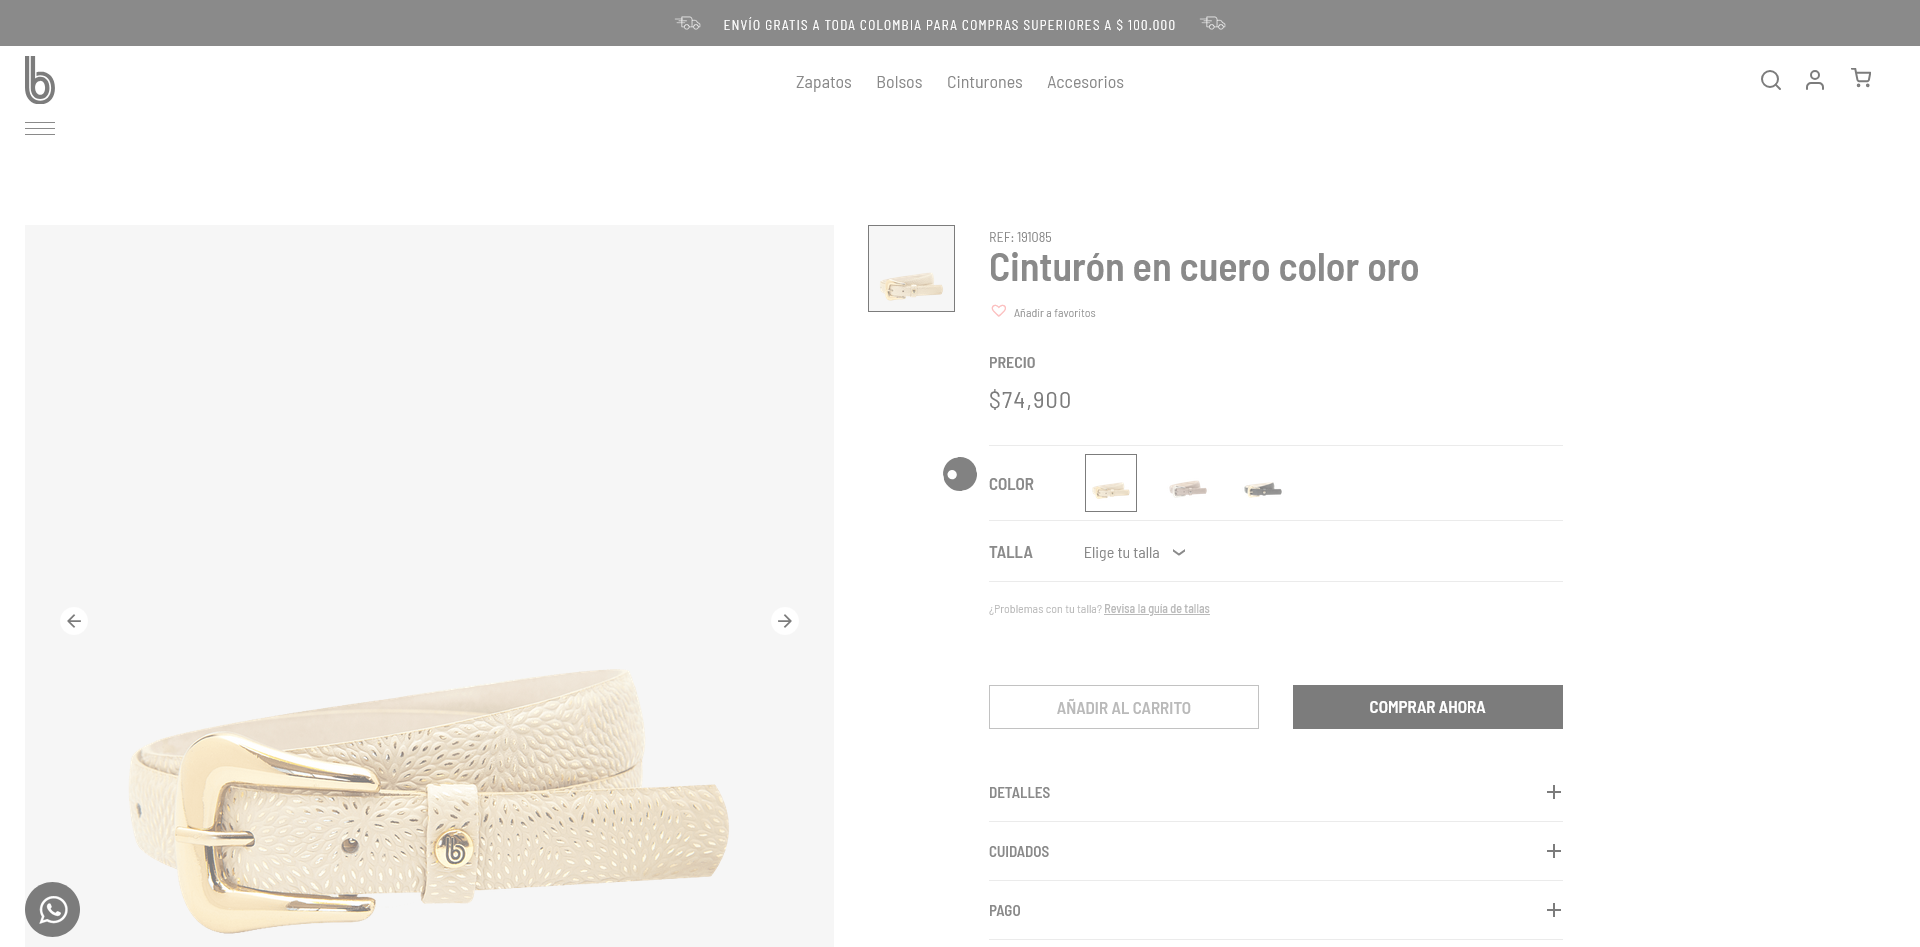 ENVÍO GRATIS A TODA COLOMBIA PARA COMPRAS SUPERIORES A $ 100.000
b
Zapatos Bolsos Cinturones Accesorios
REF: 191085
Cinturón en cuero color oro
Añadir a favoritos
PRECIO
$74,900
COLOR
TALLA Elige tu talla
¿Problemas con tu talla? Revisa la guía de tallas
AÑADIR AL CARRITO COMPRAR AHORA
DETALLES
CUIDADOS
PAGO
b